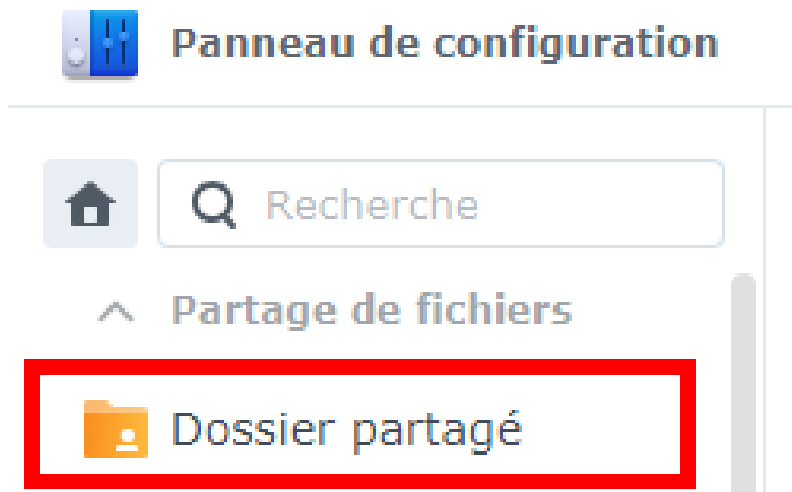 Panneau de configuration
Recherche
Partage de fichiers
Dossier partagé